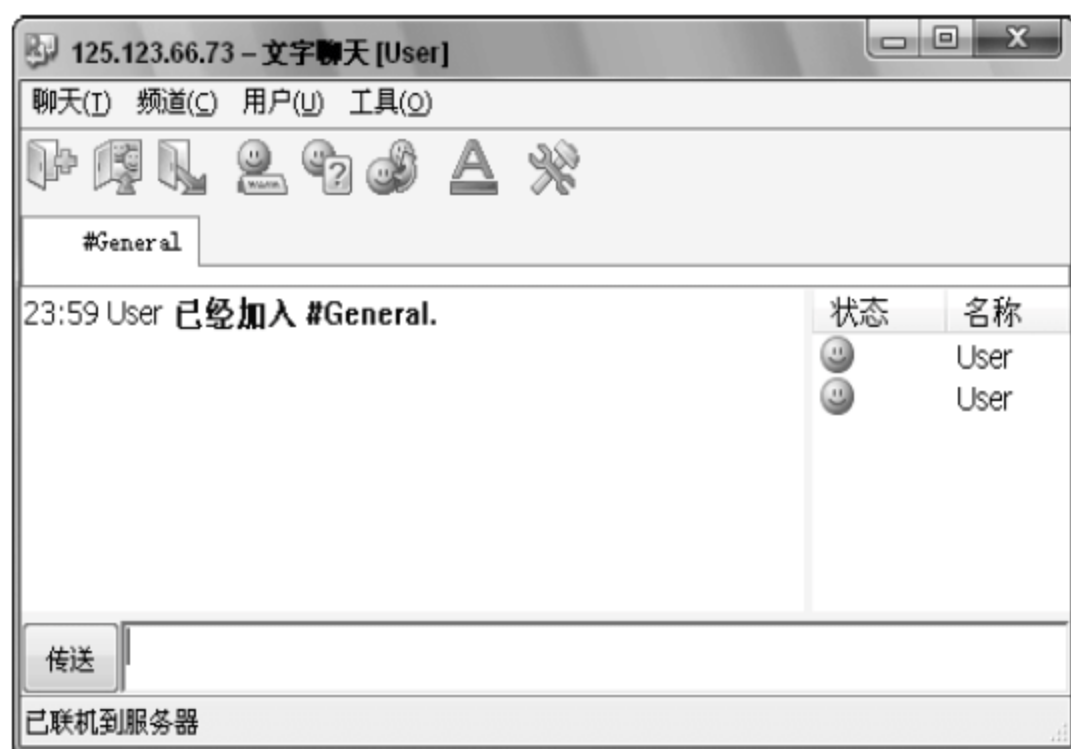 125.123.66.73 – 文字聊天 [User]
聊天(T) 频道(C) 用户(U) 工具(O)
#General
23:59 User 已经加入 #General.
状态 名称
User
User
传送
已联机到服务器